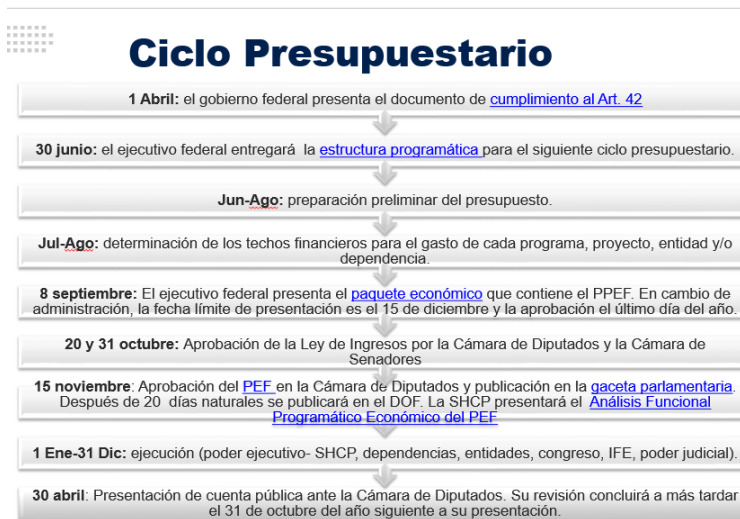 Ciclo Presupuestario
1 Abril: el gobierno federal presenta el documento de cumplimiento al Art. 42
30 junio: el ejecutivo federal entregará la estructura programática para el siguiente ciclo presupuestario.
Jun-Ago: preparación preliminar del presupuesto.
Jul-Ago: determinación de los techos financieros para el gasto de cada programa, proyecto, entidad y/o
dependencia.
8 septiembre: El ejecutivo federal presenta el paquete económico que contiene el PPEF. En cambio de
administración, la fecha límite de presentación es el 15 de diciembre y la aprobación el último día del año.
20 y 31 octubre: Aprobación de la Ley de Ingresos por la Cámara de Diputados y la Cámara de
Senadores
15 noviembre: Aprobación del PEF en la Cámara de Diputados y publicación en la gaceta parlamentaria.
Después de 20 días naturales se publicará en el DOF. La SHCP presentará el Análisis Funcional
Programático Económico del PEF
1 Ene-31 Dic: ejecución (poder ejecutivo- SHCP, dependencias, entidades, congreso, IFE, poder judicial).
30 abril: Presentación de cuenta pública ante la Cámara de Diputados. Su revisión concluirá a más tardar
el 31 de octubre del año siguiente a su presentación.